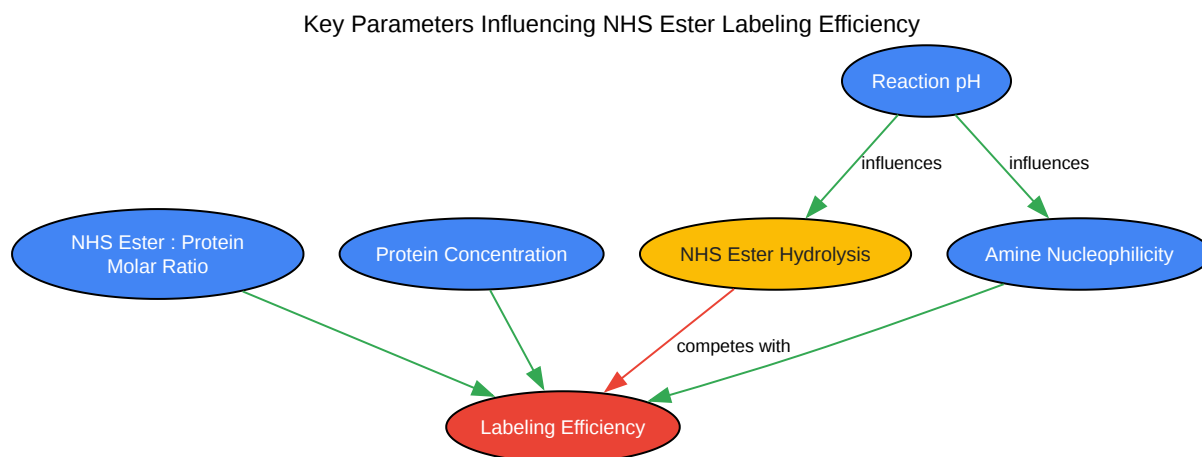 Key Parameters Influencing NHS Ester Labeling Efficiency
Reaction pH
influences
influences
NHS Ester : Protein
Molar Ratio
Protein Concentration
NHS Ester Hydrolysis
Amine Nucleophilicity
competes with
Labeling Efficiency